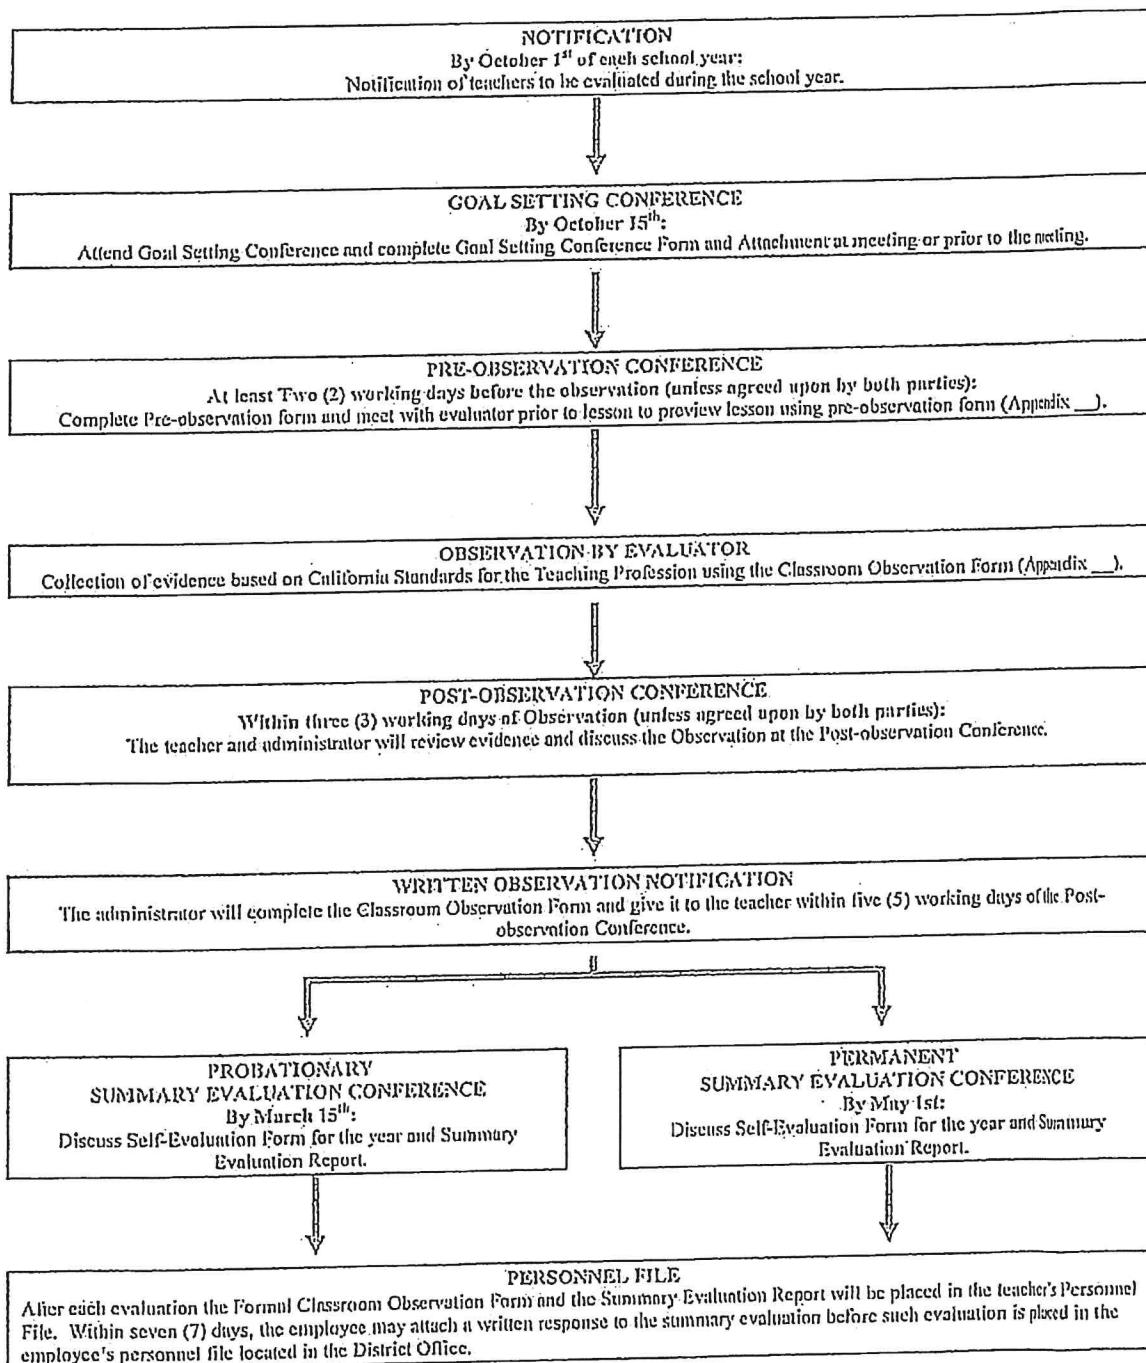 NOTIFICATION
By October 1st of each school year:
Notification of teachers to be evaluated during the school year.
GOAL SETTING CONFERENCE
By October 15th:
Attend Goal Setting Conference and complete Goal Setting Conference Form and Attachment at meeting or prior to the meeting.
PRE-OBSERVATION CONFERENCE
At least Two (2) working days before the observation (unless agreed upon by both parties):
Complete Pre-observation form and meet with evaluator prior to lesson to preview lesson using pre-observation form (Appendix __).
OBSERVATION BY EVALUATOR
Collection of evidence based on California Standards for the Teaching Profession using the Classroom Observation Form (Appendix __).
POST-OBSERVATION CONFERENCE
Within three (3) working days of Observation (unless agreed upon by both parties):
The teacher and administrator will review evidence and discuss the Observation at the Post-observation Conference.
WRITTEN OBSERVATION NOTIFICATION
The administrator will complete the Classroom Observation Form and give it to the teacher within five (5) working days of the Post-
observation Conference.
PROBATIONARY
SUMMARY EVALUATION CONFERENCE
By March 15th:
Discuss Self-Evaluation Form for the year and Summary
Evaluation Report.
PERMANENT
SUMMARY EVALUATION CONFERENCE
By May 1st:
Discuss Self-Evaluation Form for the year and Summary
Evaluation Report.
PERSONNEL FILE
After each evaluation the Formal Classroom Observation Form and the Summary Evaluation Report will be placed in the teacher's Personnel
File. Within seven (7) days, the employee may attach a written response to the summary evaluation before such evaluation is placed in the
employee's personnel file located in the District Office.